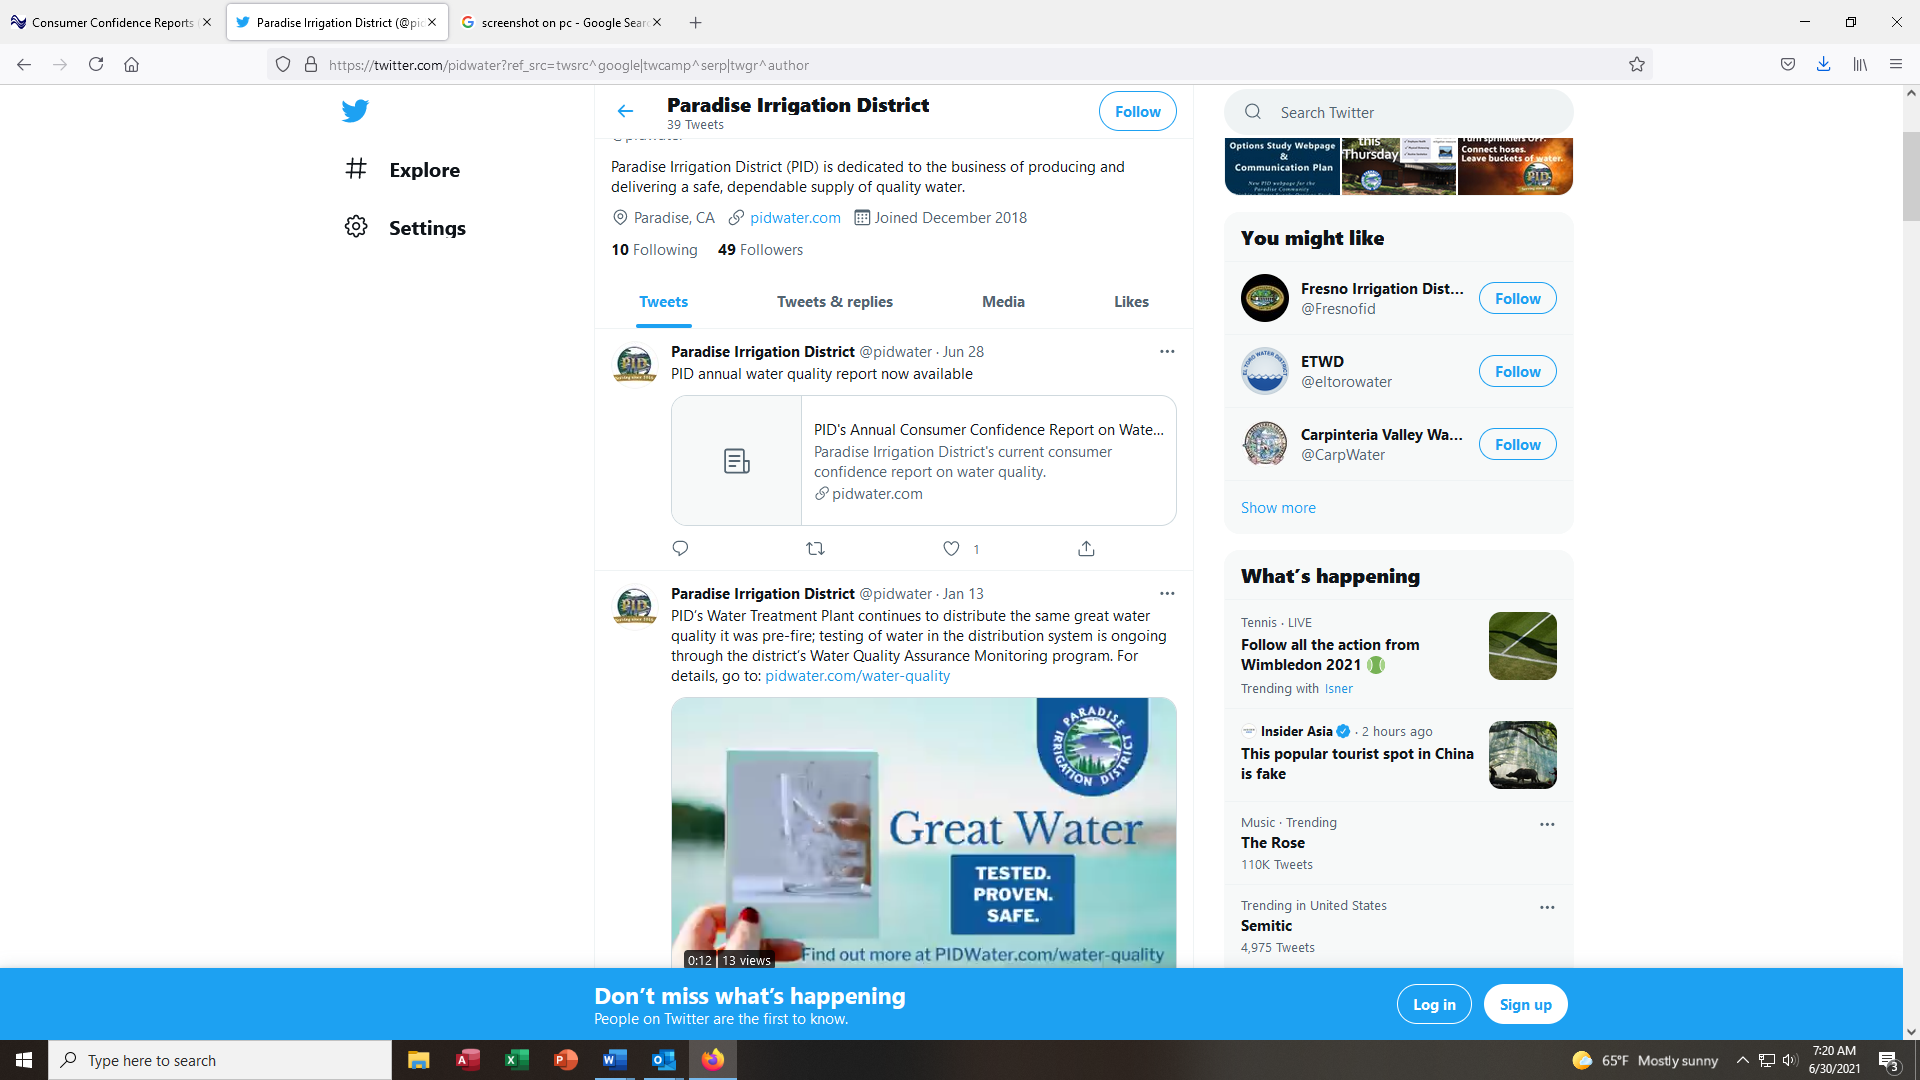 Consumer Confidence Reports
Paradise Irrigation District (@pi
screenshot on pc - Google Sear
https://twitter.com/pidwater?ref_src=twsrc^google|twcamp^serp|twgr^author
Explore
Settings
Paradise Irrigation District
39 Tweets
Follow
Paradise Irrigation District (PID) is dedicated to the business of producing and
delivering a safe, dependable supply of quality water.
Paradise, CA pidwater.com Joined December 2018
10 Following 49 Followers
Tweets Tweets & replies Media Likes
Paradise Irrigation District @pidwater · Jun 28
PID annual water quality report now available
PID's Annual Consumer Confidence Report on Wate...
Paradise Irrigation District's current consumer
confidence report on water quality.
pidwater.com
1
Paradise Irrigation District @pidwater · Jan 13
PID’s Water Treatment Plant continues to distribute the same great water
quality it was pre-fire; testing of water in the distribution system is ongoing
through the district’s Water Quality Assurance Monitoring program. For
details, go to: pidwater.com/water-quality
PARADISE IRRIGATION DISTRICT
Great Water
TESTED.
PROVEN.
SAFE.
Find out more at PIDWater.com/water-quality
0:12 | 13 views
Search Twitter
Options Study Webpage
&
Communication Plan
New PID webpage for the
Paradise Community
this
Thursday
Turn sprinklers OFF.
Connect hoses.
Leave buckets of water.
You might like
Fresno Irrigation Dist...
@Fresnofid
Follow
ETWD
@eltorowater
Follow
Carpinteria Valley Wa...
@CarpWater
Follow
Show more
What’s happening
Tennis · LIVE
Follow all the action from
Wimbledon 2021
Trending with Isner
Insider Asia · 2 hours ago
This popular tourist spot in China
is fake
Music · Trending
The Rose
110K Tweets
Trending in United States
Semitic
4,975 Tweets
Don’t miss what’s happening
People on Twitter are the first to know.
Log in
Sign up
Type here to search
65°F Mostly sunny
7:20 AM
6/30/2021
3